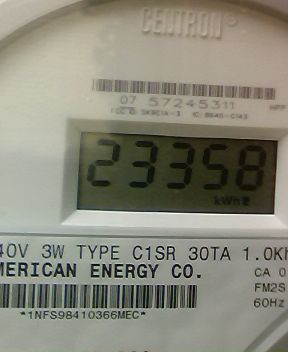 CENTRON®
07 57245311
23358
kWh
40V 3W TYPE C1SR 30TA 1.0Kh
MERICAN ENERGY CO.
CA 0
FM2S
60Hz
*1NFS98410366MEC*